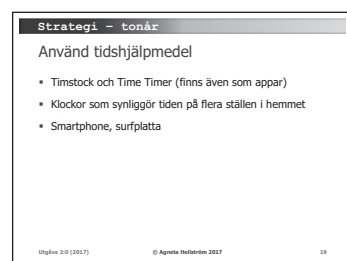 Strategi – tonår
Använd tidshjälpmedel
▪ Timstock och Time Timer (finns även som appar)
▪ Klockor som synliggör tiden på flera ställen i hemmet
▪ Smartphone, surfplatta
Utgåva 2:0 (2017) © Agneta Hellström 2017 19